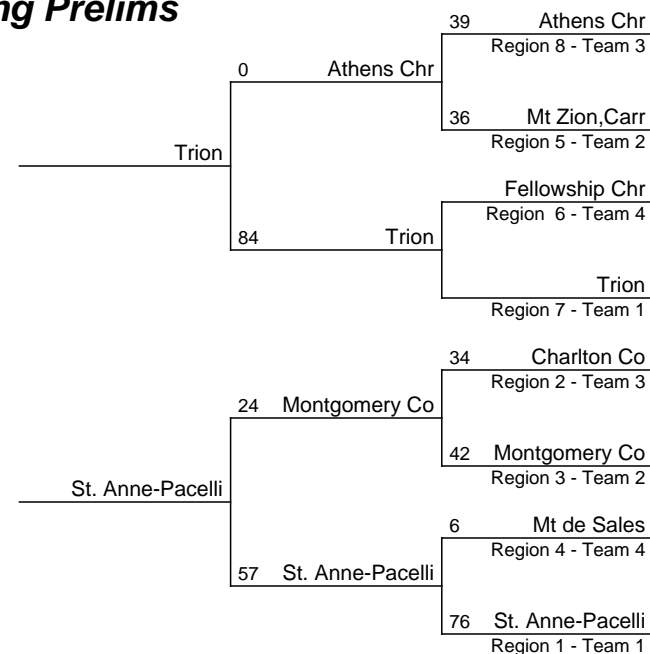 ng Prelims
39 Athens Chr
Region 8 - Team 3
0 Athens Chr
36 Mt Zion,Carr
Region 5 - Team 2
Trion
Fellowship Chr
Region 6 - Team 4
84 Trion
Trion
Region 7 - Team 1
34 Charlton Co
Region 2 - Team 3
24 Montgomery Co
42 Montgomery Co
Region 3 - Team 2
St. Anne-Pacelli
6 Mt de Sales
Region 4 - Team 4
57 St. Anne-Pacelli
76 St. Anne-Pacelli
Region 1 - Team 1